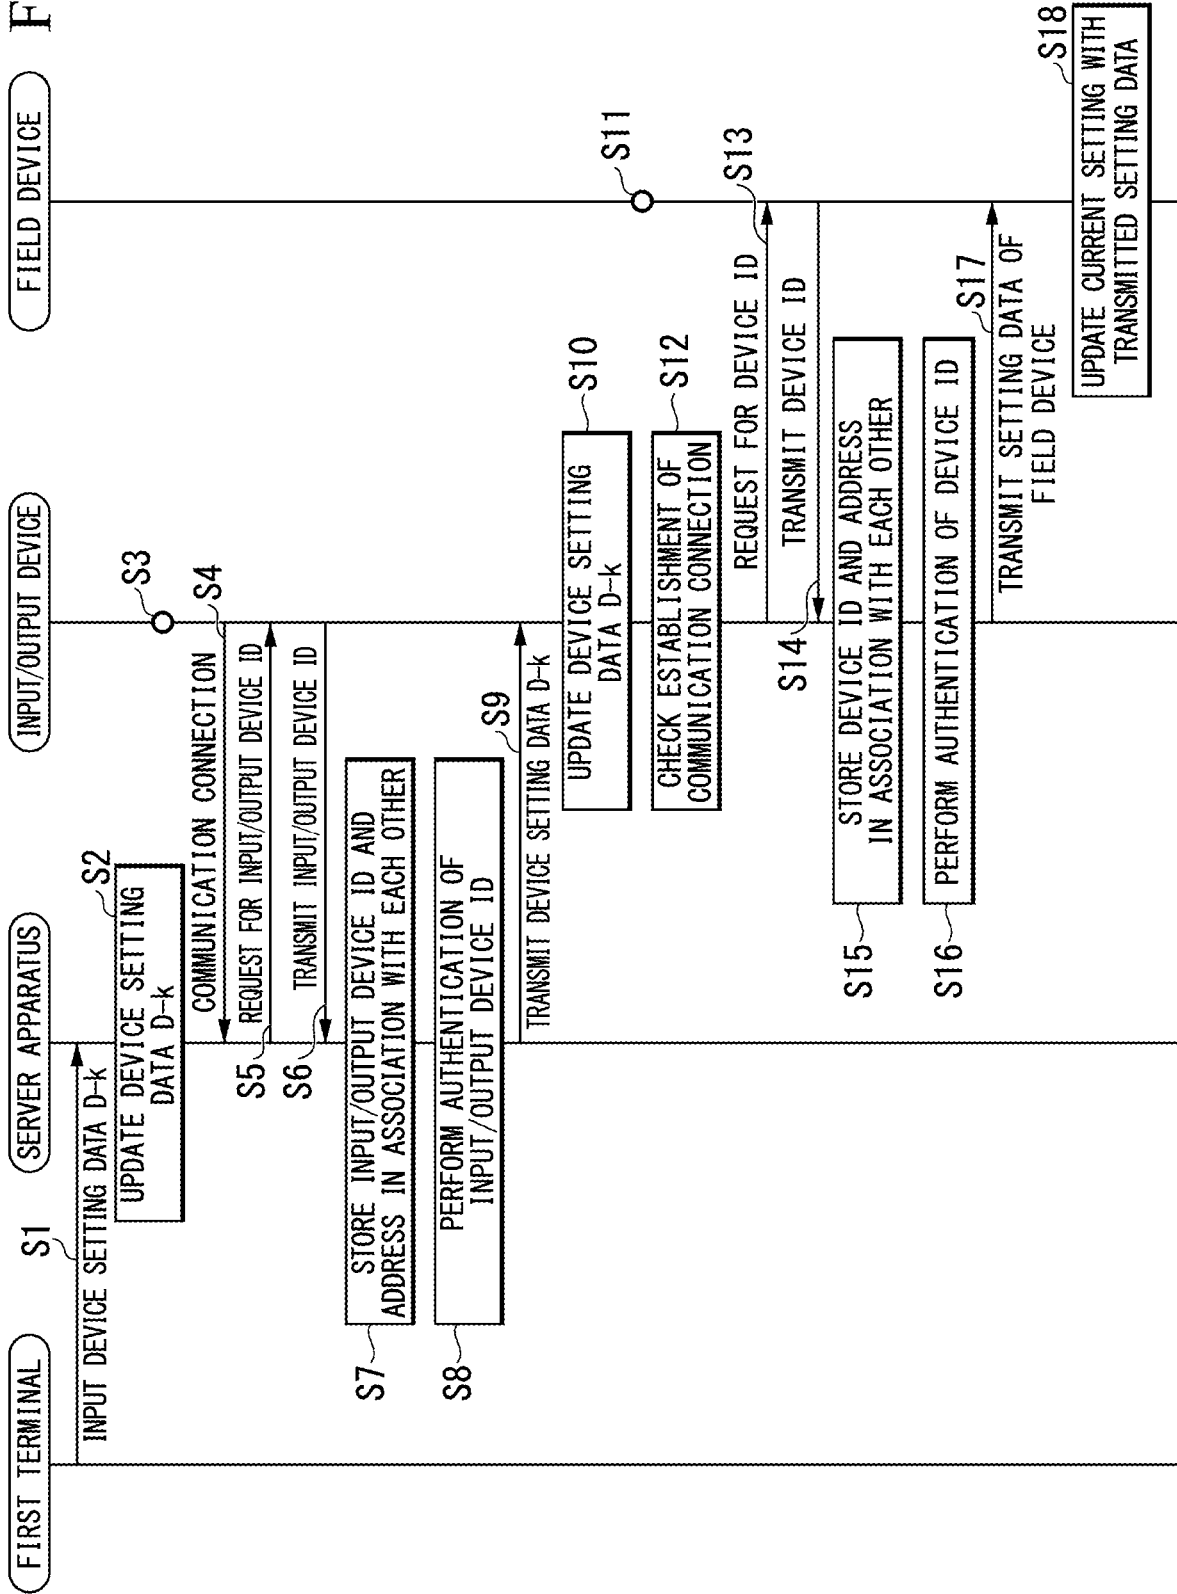 F
FIRST TERMINAL
SERVER APPARATUS
INPUT/OUTPUT DEVICE
FIELD DEVICE
S1
INPUT DEVICE SETTING DATA D-k
S2
UPDATE DEVICE SETTING
DATA D-k
S3
S4
COMMUNICATION CONNECTION
S5
REQUEST FOR INPUT/OUTPUT DEVICE ID
S6
TRANSMIT INPUT/OUTPUT DEVICE ID
S7
STORE INPUT/OUTPUT DEVICE ID AND
ADDRESS IN ASSOCIATION WITH EACH OTHER
S8
PERFORM AUTHENTICATION OF
INPUT/OUTPUT DEVICE ID
S9
TRANSMIT DEVICE SETTING DATA D-k
S10
UPDATE DEVICE SETTING
DATA D-k
S11
S12
CHECK ESTABLISHMENT OF
COMMUNICATION CONNECTION
S13
REQUEST FOR DEVICE ID
S14
TRANSMIT DEVICE ID
S15
STORE DEVICE ID AND ADDRESS
IN ASSOCIATION WITH EACH OTHER
S16
PERFORM AUTHENTICATION OF DEVICE ID
S17
TRANSMIT SETTING DATA OF
FIELD DEVICE
S18
UPDATE CURRENT SETTING WITH
TRANSMITTED SETTING DATA